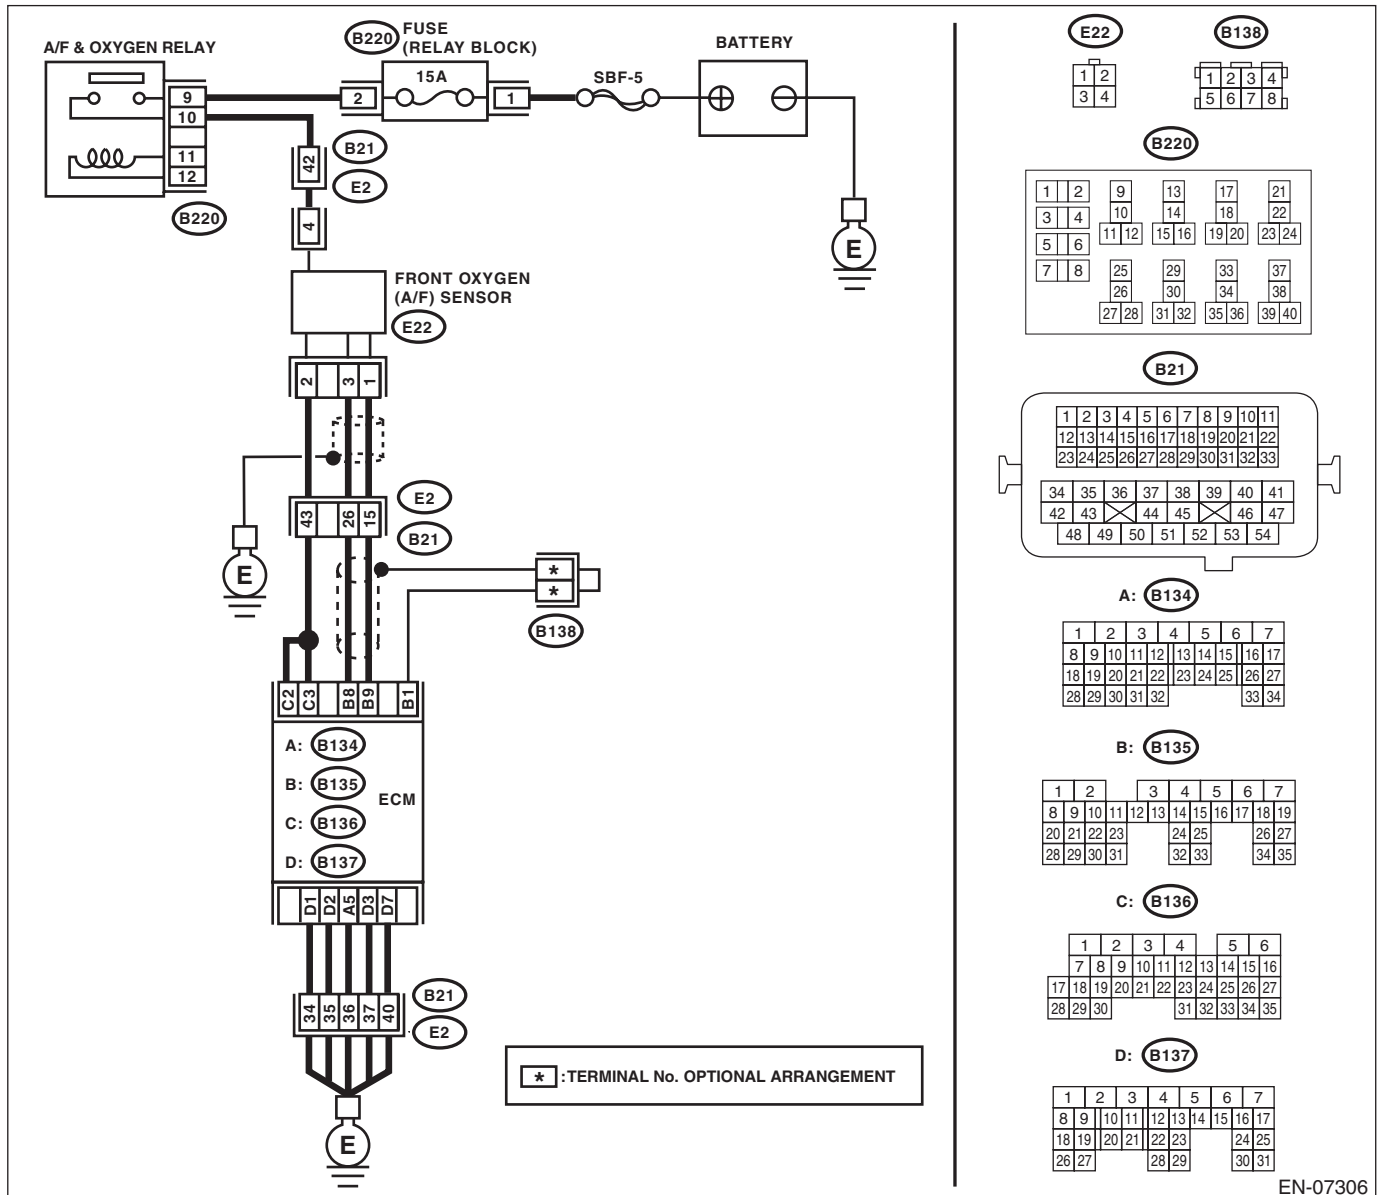 B220 FUSE (RELAY BLOCK)
A/F & OXYGEN RELAY
15A
BATTERY
SBF-5
9
10
11
12
2
1
B220
42
B21
E2
4
E
FRONT OXYGEN
(A/F) SENSOR
E22
2 3 1
E2
43 26 15
B21
E
*
*
B138
C2 C3 B8 B9 B1
A: B134
B: B135
C: B136
D: B137
ECM
D1 D2 A5 D3 D7
B21
34 35 36 37 40
E2
E
* :TERMINAL No. OPTIONAL ARRANGEMENT
E22
1 2
3 4
B138
1 2 3 4
5 6 7 8
B220
1 2 9 13 17 21
3 4 10 14 18 22
11 12 15 16 19 20 23 24
5 6
7 8 25 29 33 37
26 30 34 38
27 28 31 32 35 36 39 40
B21
1 2 3 4 5 6 7 8 9 10 11
12 13 14 15 16 17 18 19 20 21 22
23 24 25 26 27 28 29 30 31 32 33
34 35 36 37 38 39 40 41
42 43 44 45 46 47
48 49 50 51 52 53 54
A: B134
1 2 3 4 5 6 7
8 9 10 11 12 13 14 15 16 17
18 19 20 21 22 23 24 25 26 27
28 29 30 31 32 33 34
B: B135
1 2 3 4 5 6 7
8 9 10 11 12 13 14 15 16 17 18 19
20 21 22 23 24 25 26 27
28 29 30 31 32 33 34 35
C: B136
1 2 3 4 5 6
7 8 9 10 11 12 13 14 15 16
17 18 19 20 21 22 23 24 25 26 27
28 29 30 31 32 33 34 35
D: B137
1 2 3 4 5 6 7
8 9 10 11 12 13 14 15 16 17
18 19 20 21 22 23 24 25
26 27 28 29 30 31
EN-07306